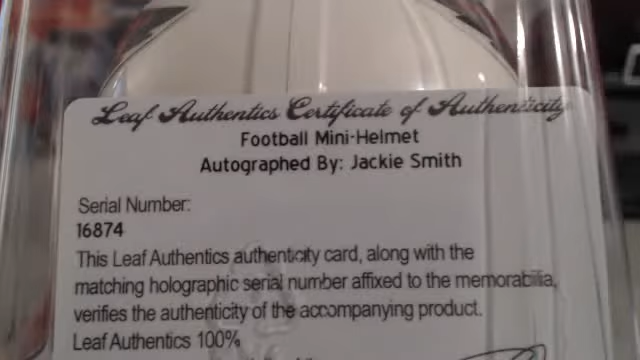 Leaf Authentics Certificate of Authenticity
Football Mini-Helmet
Autographed By: Jackie Smith
Serial Number:
16874
This Leaf Authentics authenticity card, along with the
matching holographic serial number affixed to the memorabilia,
verifies the authenticity of the accompanying product.
Leaf Authentics 100%